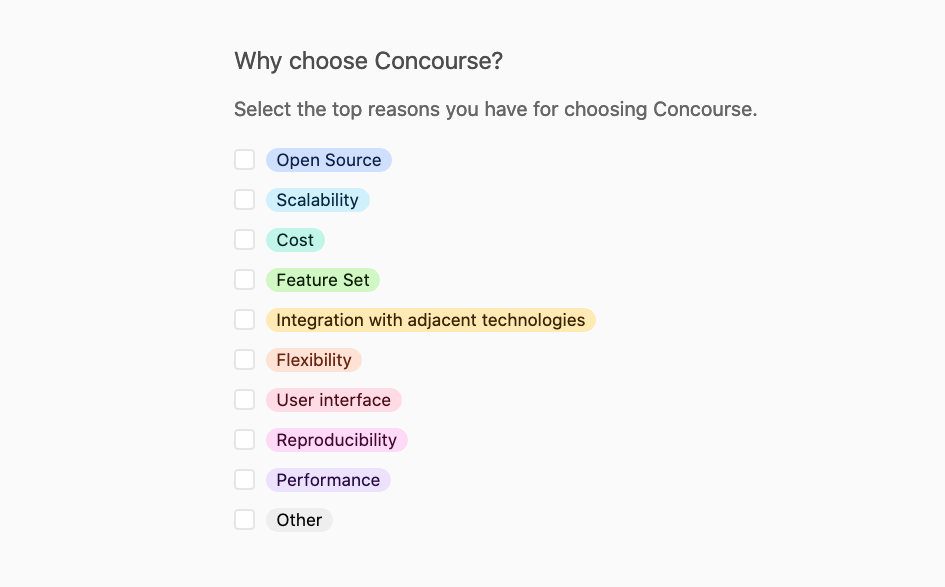 Why choose Concourse?
Select the top reasons you have for choosing Concourse.
Open Source
Scalability
Cost
Feature Set
Integration with adjacent technologies
Flexibility
User interface
Reproducibility
Performance
Other